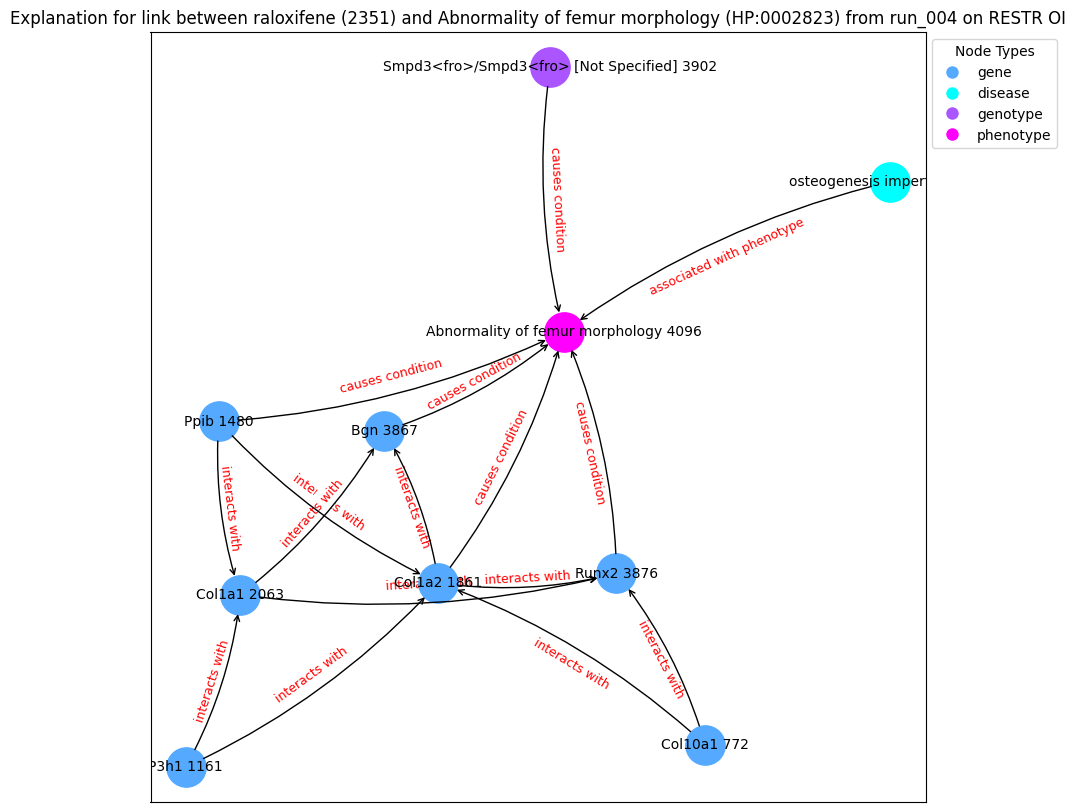 Explanation for link between raloxifene (2351) and Abnormality of femur morphology (HP:0002823) from run_004 on RESTR OI
Node Types
gene
disease
genotype
phenotype
Smpd3<fro>/Smpd3<fro> [Not Specified] 3902
causes condition
osteogenesis imper
associated with phenotype
Abnormality of femur morphology 4096
causes condition
causes condition
causes condition
causes condition
Ppib 1480
Bgn 3867
interacts with
interacts with
interacts with
Runx2 3876
interacts with
Col1a2 1861
Col1a1 2063
interacts with
interacts with
interacts with
interacts with
interacts with
Col10a1 772
P3h1 1161